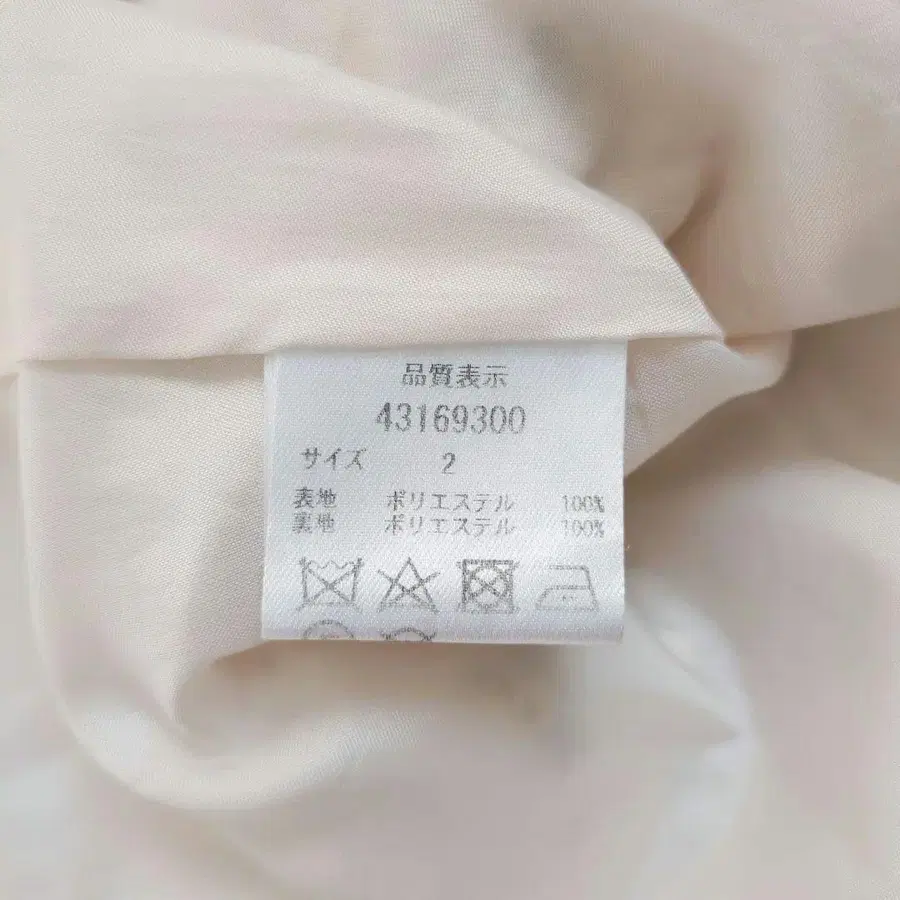 品質表示
43169300
サイズ 2
表地 ポリエステル 100%
裏地 ポリエステル 100%